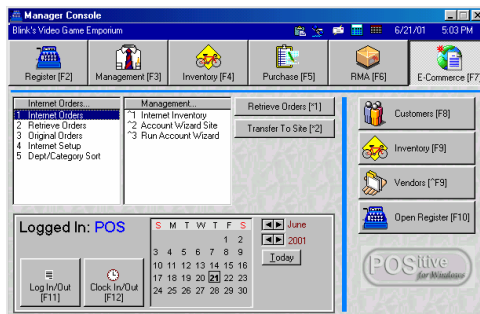 Manager Console
Blink's Video Game Emporium 6/21/01 5:03 PM
Register [F2] Management [F3] Inventory [F4] Purchase [F5] RMA [F6] E-Commerce [F7]
Internet Orders... Management...
1 Internet Orders ^1 Internet Inventory
2 Retrieve Orders ^2 Account Wizard Site
3 Original Orders ^3 Run Account Wizard
4 Internet Setup
5 Dept/Category Sort
Retrieve Orders [^1]
Transfer To Site [^2]
Customers [F8]
Inventory [F9]
Vendors [^F9]
Open Register [F10]
Logged In: POS
Log In/Out [F11]
Clock In/Out [F12]
S M T W T F S
1 2
3 4 5 6 7 8 9
10 11 12 13 14 15 16
17 18 19 20 21 22 23
24 25 26 27 28 29 30
June
2001
Today
POSitive
for Windows